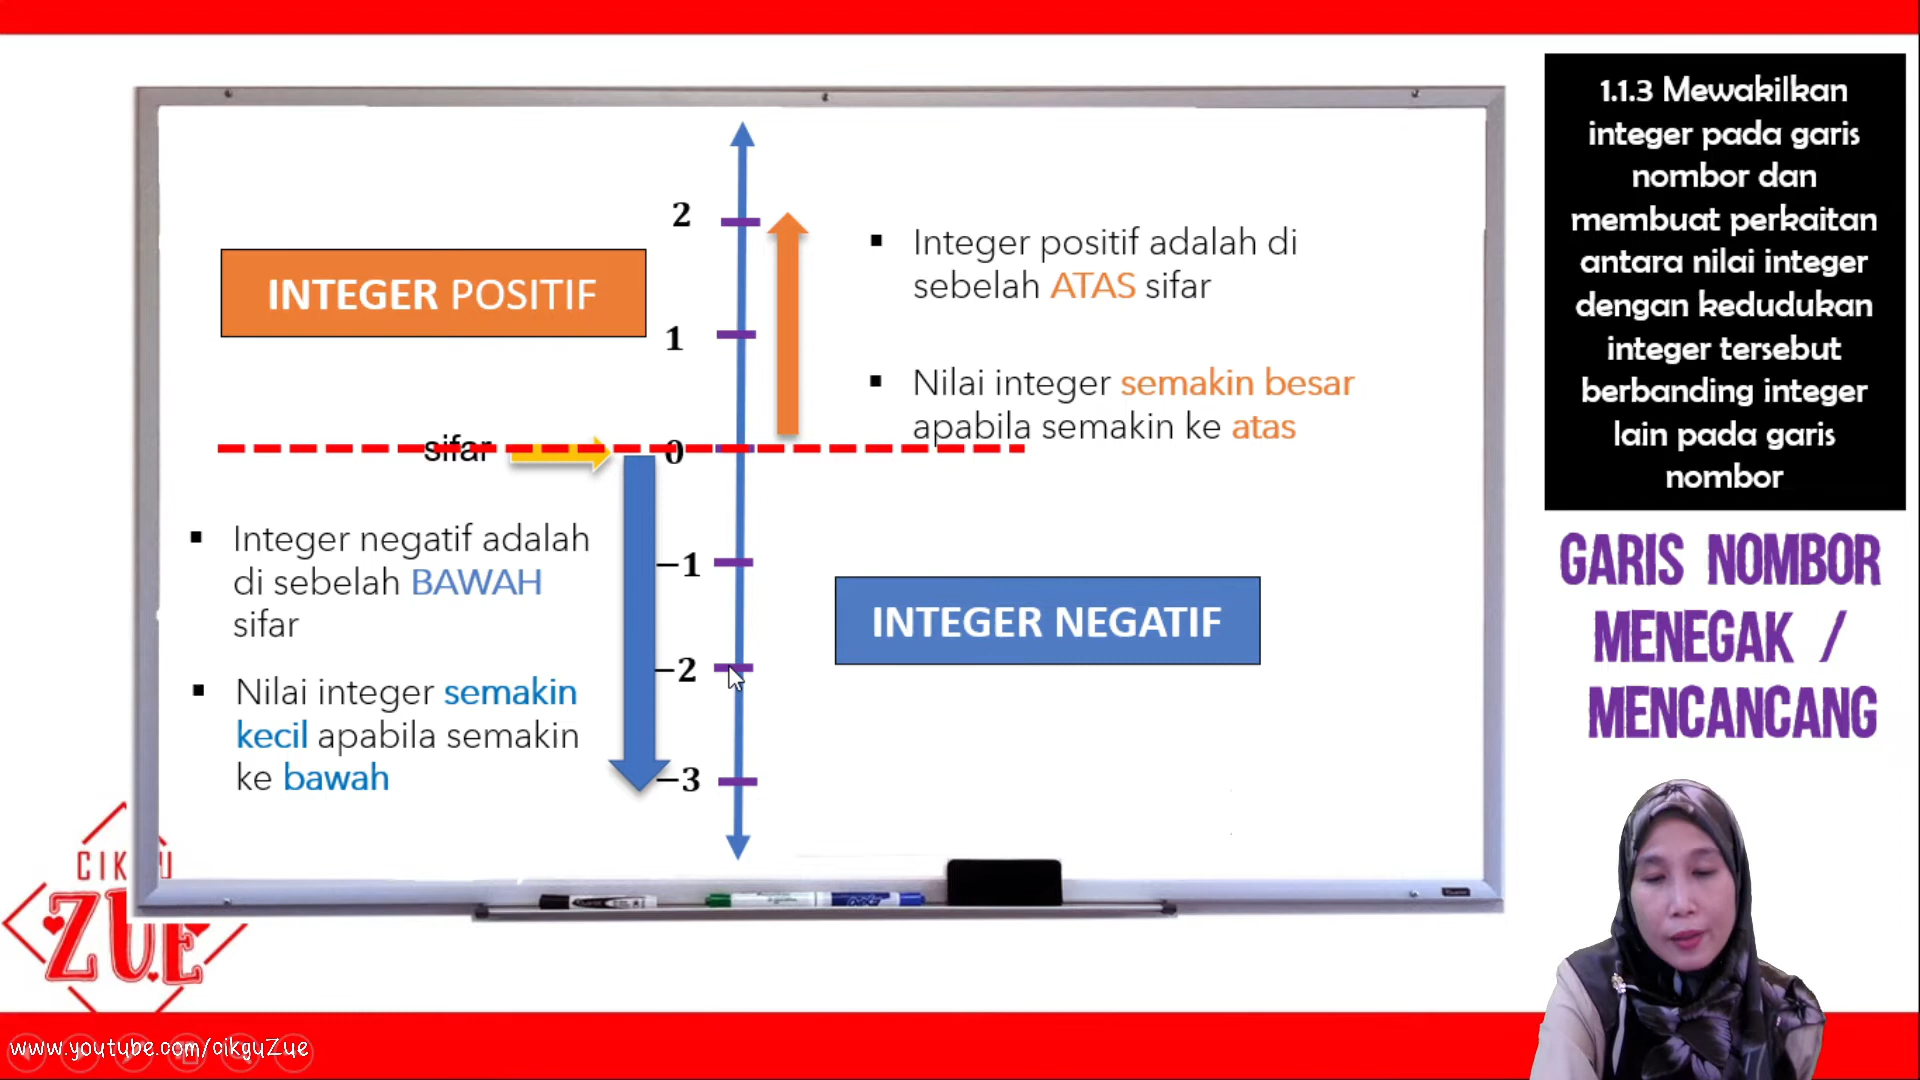 1.1.3 Mewakilkan
integer pada garis
nombor dan
membuat perkaitan
antara nilai integer
dengan kedudukan
integer tersebut
berbanding integer
lain pada garis
nombor
GARIS NOMBOR
MENEGAK /
MENCANCANG
INTEGER POSITIF
2
1
sifar
0
−1
−2
−3
▪ Integer positif adalah di
sebelah ATAS sifar
▪ Nilai integer semakin besar
apabila semakin ke atas
▪ Integer negatif adalah
di sebelah BAWAH
sifar
▪ Nilai integer semakin
kecil apabila semakin
ke bawah
INTEGER NEGATIF
ZUE
www.youtube.com/cikguZue